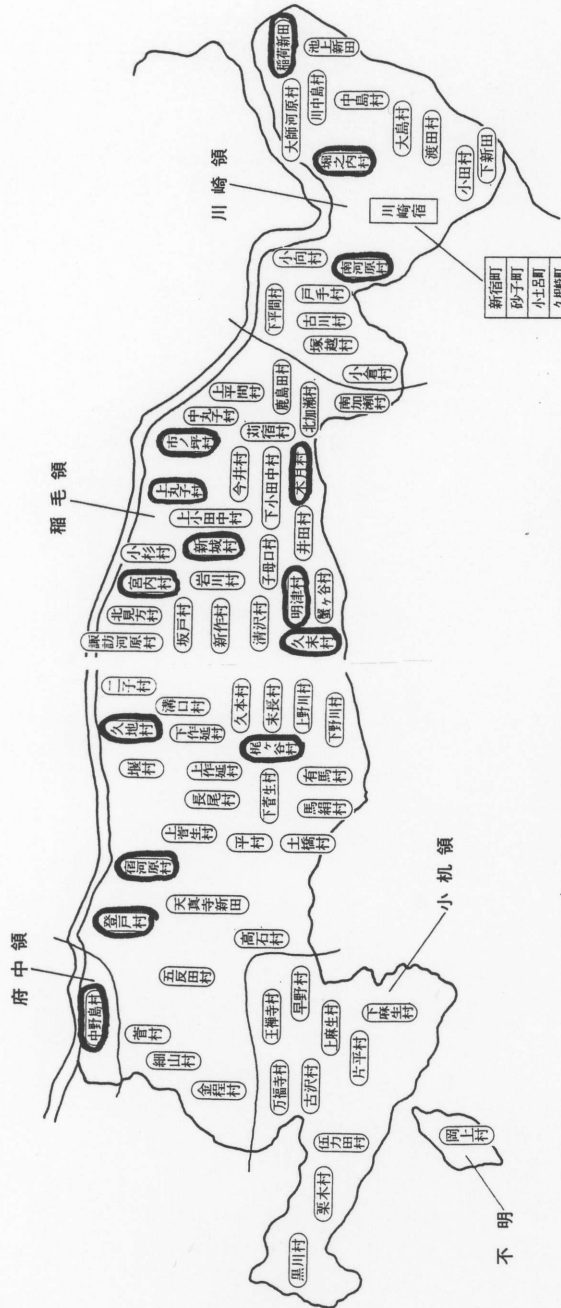 府中領
稲毛領
川崎領
小机領
不明
稲荷新田
池上新田
大師河原村
川中島村
中島村
大島村
渡田村
小田村
下新田
堀之内村
川崎宿
新宿町
砂子町
小土呂町
小向村
南河原村
戸手村
下平間村
古川村
塚越村
小倉村
上平間村
鹿島田村
北加瀬村
南加瀬村
中丸子村
苅宿村
市ノ坪村
今井村
木月村
上丸子村
上小田中村
下小田中村
井田村
小杉村
新城村
子母口村
宮内村
岩川村
明津村
蟹ヶ谷村
北見方村
諏訪河原村
坂戸村
新作村
清沢村
久末村
二子村
溝口村
久本村
末長村
上野川村
下野川村
久地村
下作延村
梶ヶ谷村
堰村
上作延村
長尾村
下菅生村
有馬村
馬絹村
上菅生村
平村
土橋村
宿河原村
登戸村
天真寺新田
高石村
五反田村
中野島村
菅村
細山村
金程村
王禅寺村
早野村
上麻生村
下麻生村
万福寺村
古沢村
片平村
五力田村
栗木村
黒川村
岡上村